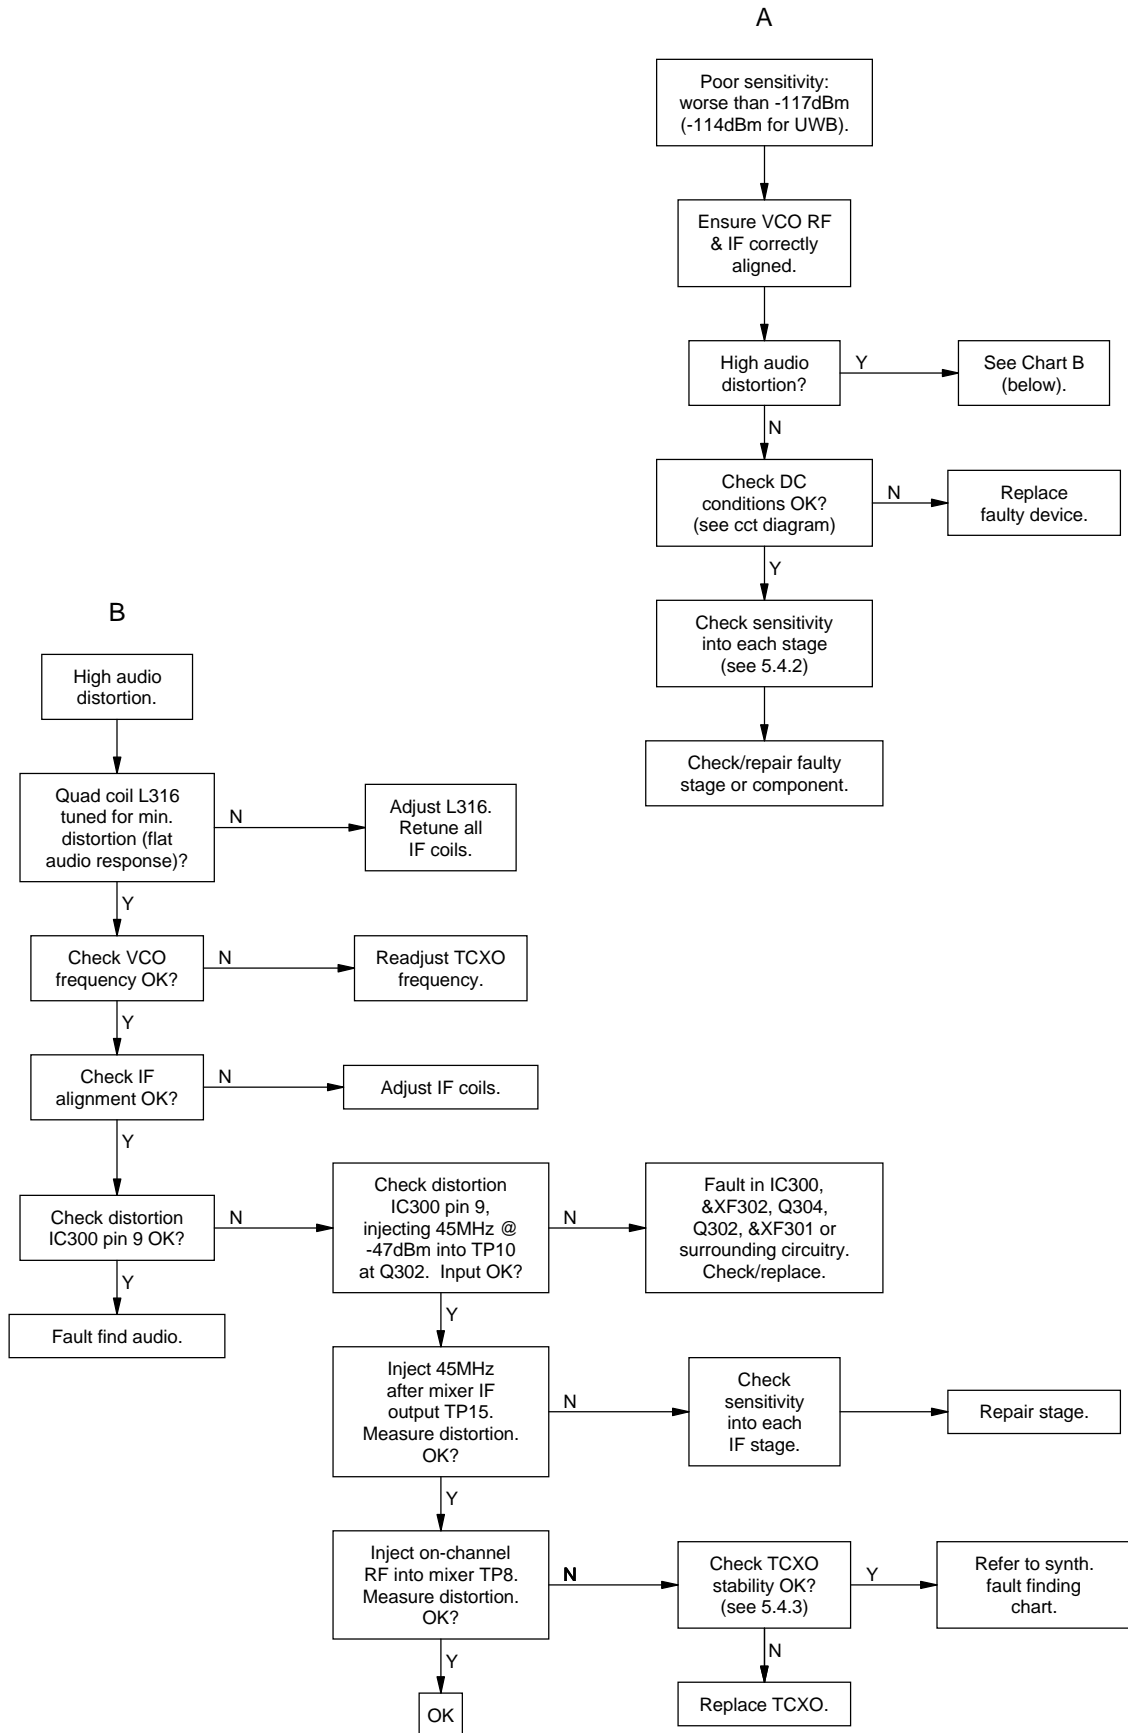 A
Poor sensitivity:
worse than -117dBm
(-114dBm for UWB).
Ensure VCO RF
& IF correctly
aligned.
High audio
distortion?
Y
See Chart B
(below).
N
Check DC
conditions OK?
(see cct diagram)
N
Replace
faulty device.
Y
Check sensitivity
into each stage
(see 5.4.2)
Check/repair faulty
stage or component.
B
High audio
distortion.
Quad coil L316
tuned for min.
distortion (flat
audio response)?
N
Adjust L316.
Retune all
IF coils.
Y
Check VCO
frequency OK?
N
Readjust TCXO
frequency.
Y
Check IF
alignment OK?
N
Adjust IF coils.
Y
Check distortion
IC300 pin 9 OK?
N
Check distortion
IC300 pin 9,
injecting 45MHz @
-47dBm into TP10
at Q302.  Input OK?
N
Fault in IC300,
&XF302, Q304,
Q302, &XF301 or
surrounding circuitry.
Check/replace.
Y
Fault find audio.
Y
Inject 45MHz
after mixer IF
output TP15.
Measure distortion.
OK?
N
Check
sensitivity
into each
IF stage.
Repair stage.
Y
Inject on-channel
RF into mixer TP8.
Measure distortion.
OK?
N
Check TCXO
stability OK?
(see 5.4.3)
Y
Refer to synth.
fault finding
chart.
Y
OK
N
Replace TCXO.